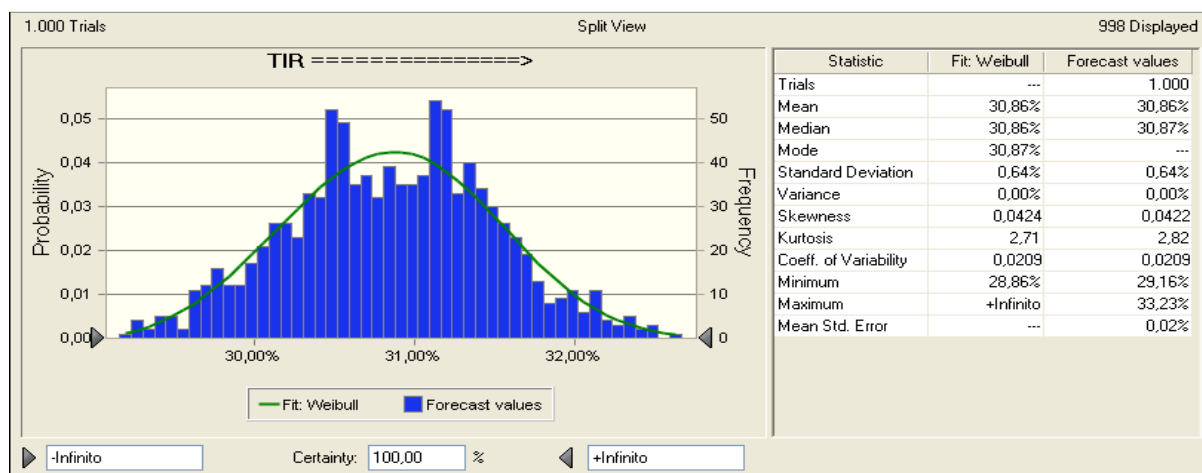 1.000 Trials Split View 998 Displayed
TIR ================>
Probability
0,05
0,04
0,03
0,02
0,01
0,00
50
40
30
20
10
0
Frequency
30,00% 31,00% 32,00%
Fit: Weibull Forecast values
Statistic Fit: Weibull Forecast values
Trials --- 1.000
Mean 30,86% 30,86%
Median 30,86% 30,87%
Mode 30,87% ---
Standard Deviation 0,64% 0,64%
Variance 0,00% 0,00%
Skewness 0,0424 0,0422
Kurtosis 2,71 2,82
Coeff. of Variability 0,0209 0,0209
Minimum 28,86% 29,16%
Maximum +Infinito 33,23%
Mean Std. Error --- 0,02%
-Infinito Certainty: 100,00 % +Infinito